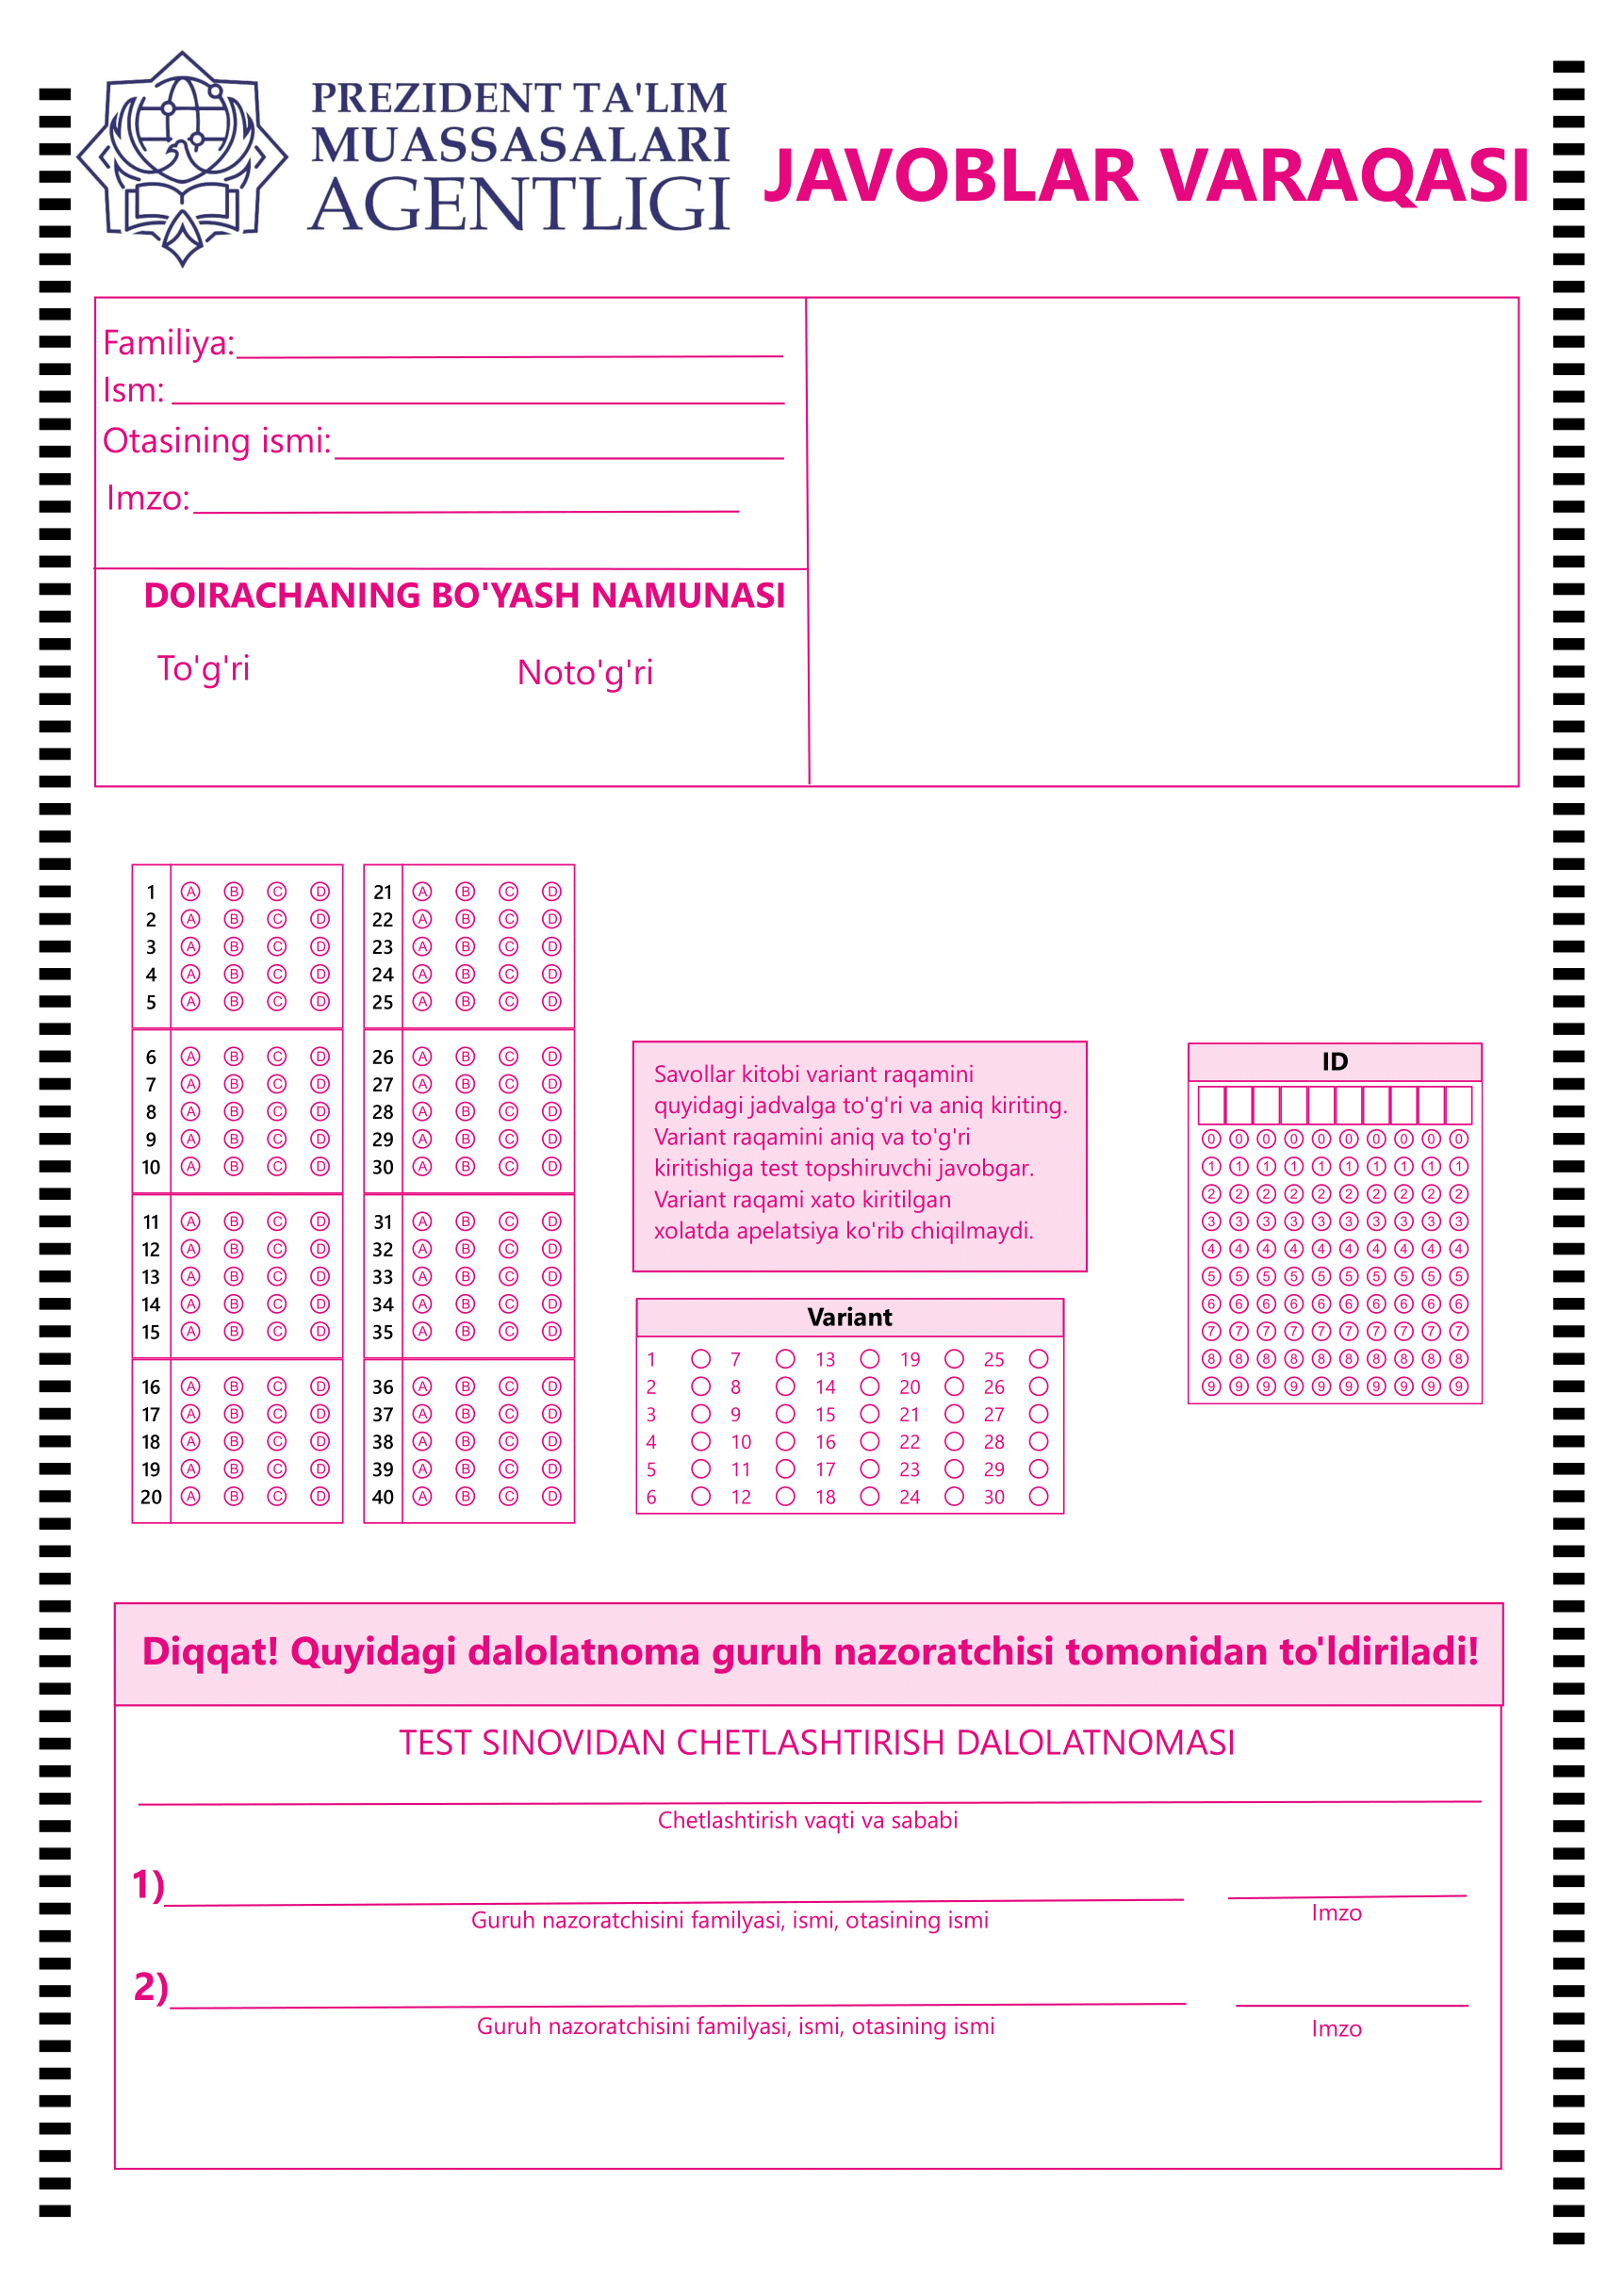 PREZIDENT TA'LIM
MUASSASALARI
AGENTLIGI
JAVOBLAR VARAQASI
Familiya:
Ism:
Otasining ismi:
Imzo:
DOIRACHANING BO'YASH NAMUNASI
To'g'ri Noto'g'ri
1 A B C D
2 A B C D
3 A B C D
4 A B C D
5 A B C D
6 A B C D
7 A B C D
8 A B C D
9 A B C D
10 A B C D
11 A B C D
12 A B C D
13 A B C D
14 A B C D
15 A B C D
16 A B C D
17 A B C D
18 A B C D
19 A B C D
20 A B C D
21 A B C D
22 A B C D
23 A B C D
24 A B C D
25 A B C D
26 A B C D
27 A B C D
28 A B C D
29 A B C D
30 A B C D
31 A B C D
32 A B C D
33 A B C D
34 A B C D
35 A B C D
36 A B C D
37 A B C D
38 A B C D
39 A B C D
40 A B C D
Savollar kitobi variant raqamini
quyidagi jadvalga to'g'ri va aniq kiriting.
Variant raqamini aniq va to'g'ri
kiritishiga test topshiruvchi javobgar.
Variant raqami xato kiritilgan
xolatda apelatsiya ko'rib chiqilmaydi.
Variant
1 7 13 19 25
2 8 14 20 26
3 9 15 21 27
4 10 16 22 28
5 11 17 23 29
6 12 18 24 30
ID
0 0 0 0 0 0 0 0 0 0
1 1 1 1 1 1 1 1 1 1
2 2 2 2 2 2 2 2 2 2
3 3 3 3 3 3 3 3 3 3
4 4 4 4 4 4 4 4 4 4
5 5 5 5 5 5 5 5 5 5
6 6 6 6 6 6 6 6 6 6
7 7 7 7 7 7 7 7 7 7
8 8 8 8 8 8 8 8 8 8
9 9 9 9 9 9 9 9 9 9
Diqqat! Quyidagi dalolatnoma guruh nazoratchisi tomonidan to'ldiriladi!
TEST SINOVIDAN CHETLASHTIRISH DALOLATNOMASI
Chetlashtirish vaqti va sababi
1)
Guruh nazoratchisini familyasi, ismi, otasining ismi Imzo
2)
Guruh nazoratchisini familyasi, ismi, otasining ismi Imzo